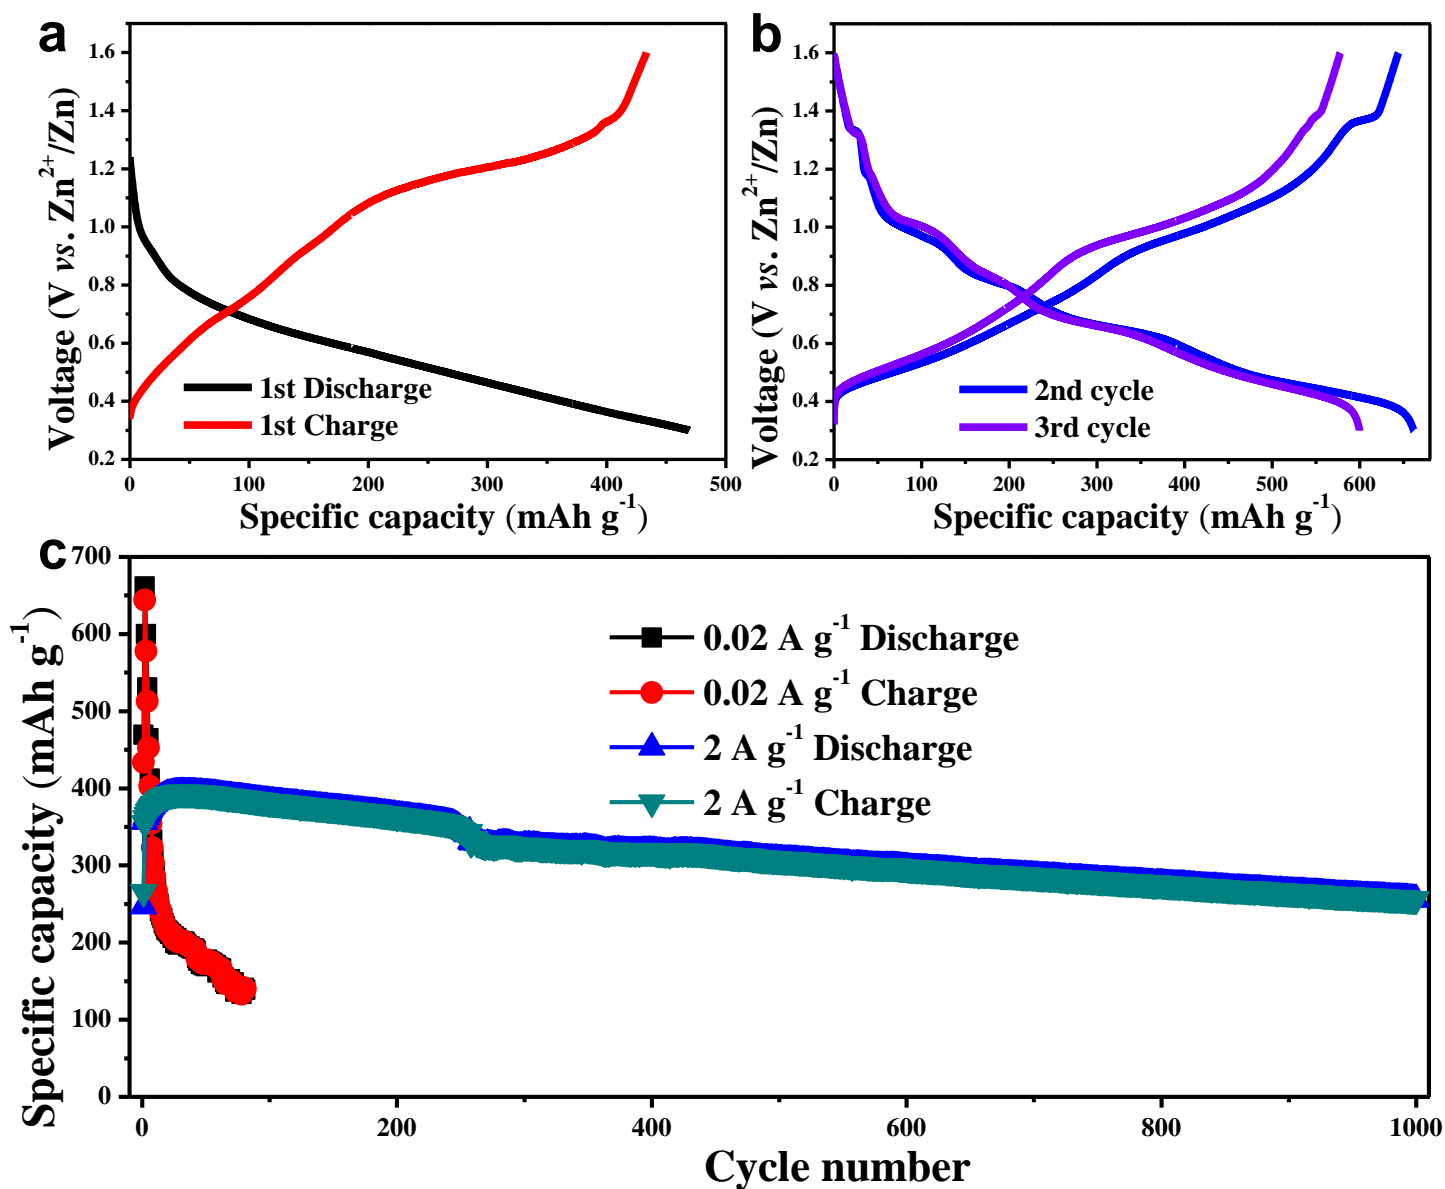 a
1.6
1.4
1.2
1.0
0.8
0.6
0.4
0.2
Voltage (V vs. Zn²⁺/Zn)
1st Discharge
1st Charge
0 100 200 300 400 500
Specific capacity (mAh g⁻¹)
b
1.6
1.4
1.2
1.0
0.8
0.6
0.4
0.2
Voltage (V vs. Zn²⁺/Zn)
2nd cycle
3rd cycle
0 100 200 300 400 500 600
Specific capacity (mAh g⁻¹)
c
700
600
500
400
300
200
100
0
Specific capacity (mAh g⁻¹)
0.02 A g⁻¹ Discharge
0.02 A g⁻¹ Charge
2 A g⁻¹ Discharge
2 A g⁻¹ Charge
0 200 400 600 800 1000
Cycle number